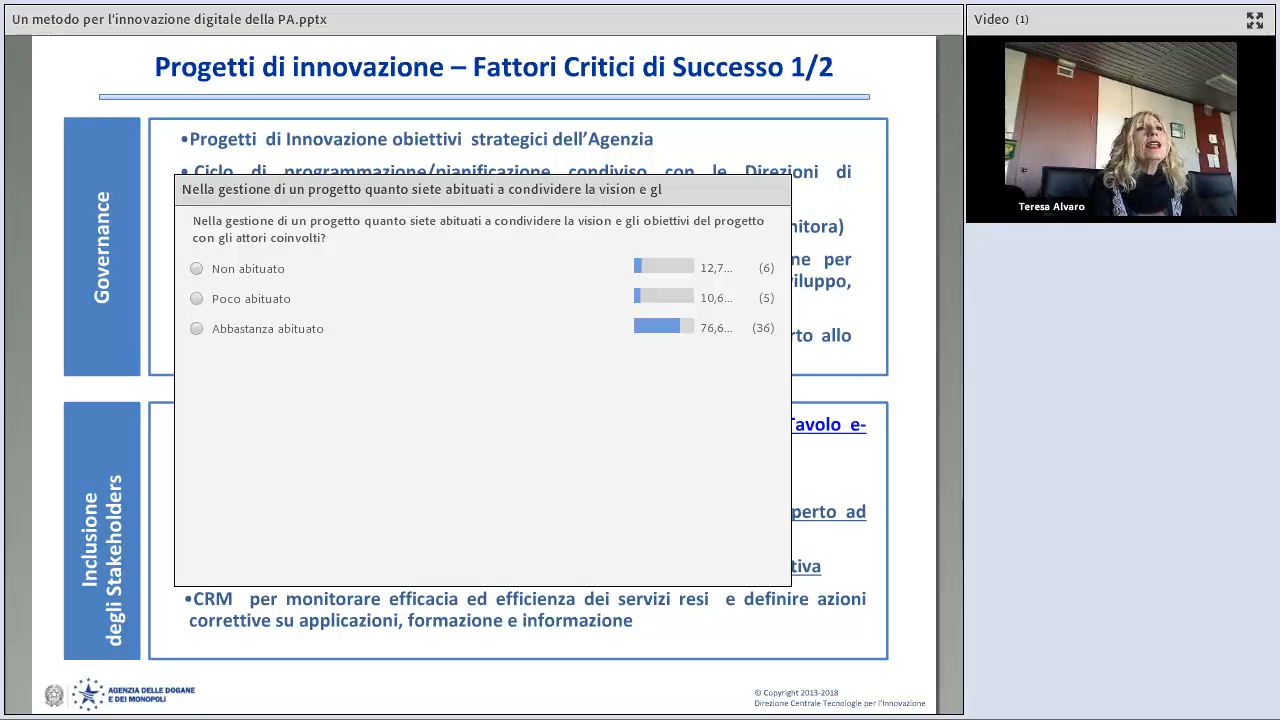 Un metodo per l'innovazione digitale della PA.pptx
Video (1)
Progetti di innovazione – Fattori Critici di Successo 1/2
Governance
•Progetti di Innovazione obiettivi strategici dell'Agenzia
• Ciclo di programmazione/pianificazione condiviso con le Direzioni di
nitora)
ne per
iluppo,
rto allo
Nella gestione di un progetto quanto siete abituati a condividere la vision e gl
Nella gestione di un progetto quanto siete abituati a condividere la vision e gli obiettivi del progetto
con gli attori coinvolti?
Non abituato 12,7... (6)
Poco abituato 10,6... (5)
Abbastanza abituato 76,6... (36)
Inclusione
degli Stakeholders
Tavolo e-
perto ad
tiva
•CRM per monitorare efficacia ed efficienza dei servizi resi e definire azioni
correttive su applicazioni, formazione e informazione
AGENZIA DELLE DOGANE
E DEI MONOPOLI
© Copyright 2013-2018
Direzione Centrale Tecnologie per l'Innovazione
Teresa Alvaro